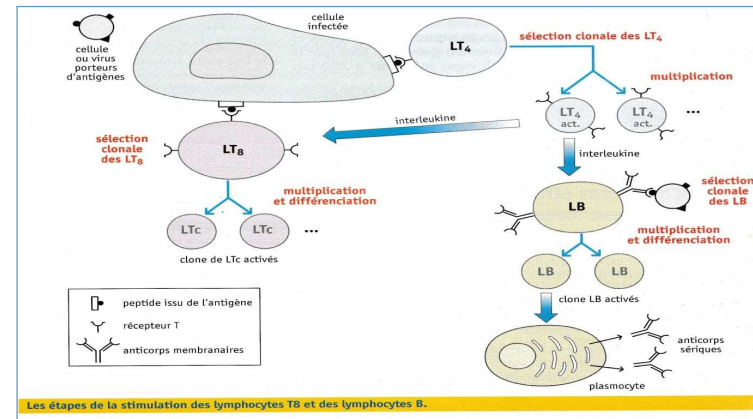 cellule
infectée
cellule
ou virus
porteurs
d'antigènes
LT4
sélection clonale des LT4
multiplication
LT4
act.
LT4
act.
...
interleukine
interleukine
sélection
clonale
des LT8
LT8
sélection
clonale
des LB
LB
multiplication
et différenciation
multiplication
et différenciation
LTc
LTc
...
clone de LTc activés
LB
LB
clone LB activés
peptide issu de l'antigène
récepteur T
anticorps membranaires
anticorps
sériques
plasmocyte
Les étapes de la stimulation des lymphocytes T8 et des lymphocytes B.